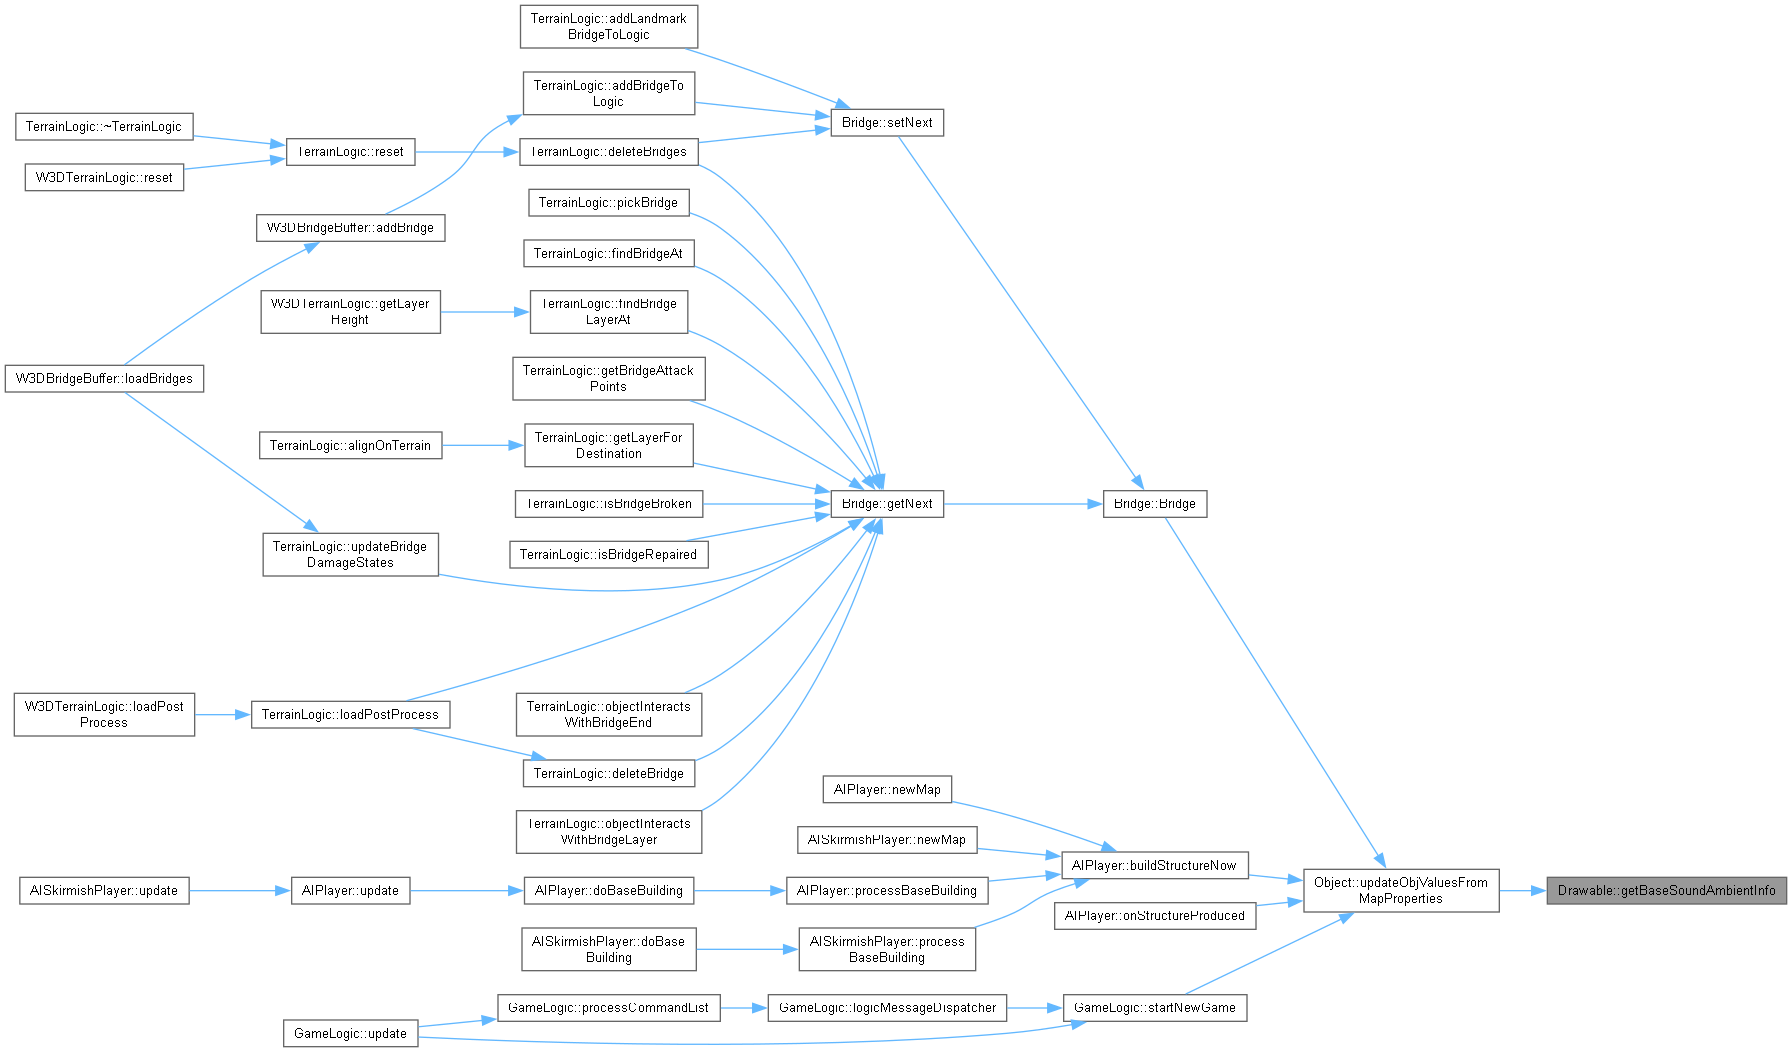 TerrainLogic::addLandmark
BridgeToLogic
TerrainLogic::addBridgeTo
Logic
TerrainLogic::~TerrainLogic
Bridge::setNext
TerrainLogic::reset
TerrainLogic::deleteBridges
W3DTerrainLogic::reset
TerrainLogic::pickBridge
W3DBridgeBuffer::addBridge
TerrainLogic::findBridgeAt
W3DTerrainLogic::getLayer
Height
TerrainLogic::findBridge
LayerAt
W3DBridgeBuffer::loadBridges
TerrainLogic::getBridgeAttack
Points
TerrainLogic::alignOnTerrain
TerrainLogic::getLayerFor
Destination
TerrainLogic::isBridgeBroken
Bridge::getNext
Bridge::Bridge
TerrainLogic::updateBridge
DamageStates
TerrainLogic::isBridgeRepaired
W3DTerrainLogic::loadPost
Process
TerrainLogic::loadPostProcess
TerrainLogic::objectInteracts
WithBridgeEnd
TerrainLogic::deleteBridge
AIPlayer::newMap
TerrainLogic::objectInteracts
WithBridgeLayer
AISkirmishPlayer::newMap
AIPlayer::buildStructureNow
AISkirmishPlayer::update
AIPlayer::update
AIPlayer::doBaseBuilding
AIPlayer::processBaseBuilding
Object::updateObjValuesFrom
MapProperties
Drawable::getBaseSoundAmbientInfo
AIPlayer::onStructureProduced
AISkirmishPlayer::doBase
Building
AISkirmishPlayer::process
BaseBuilding
GameLogic::processCommandList
GameLogic::logicMessageDispatcher
GameLogic::startNewGame
GameLogic::update